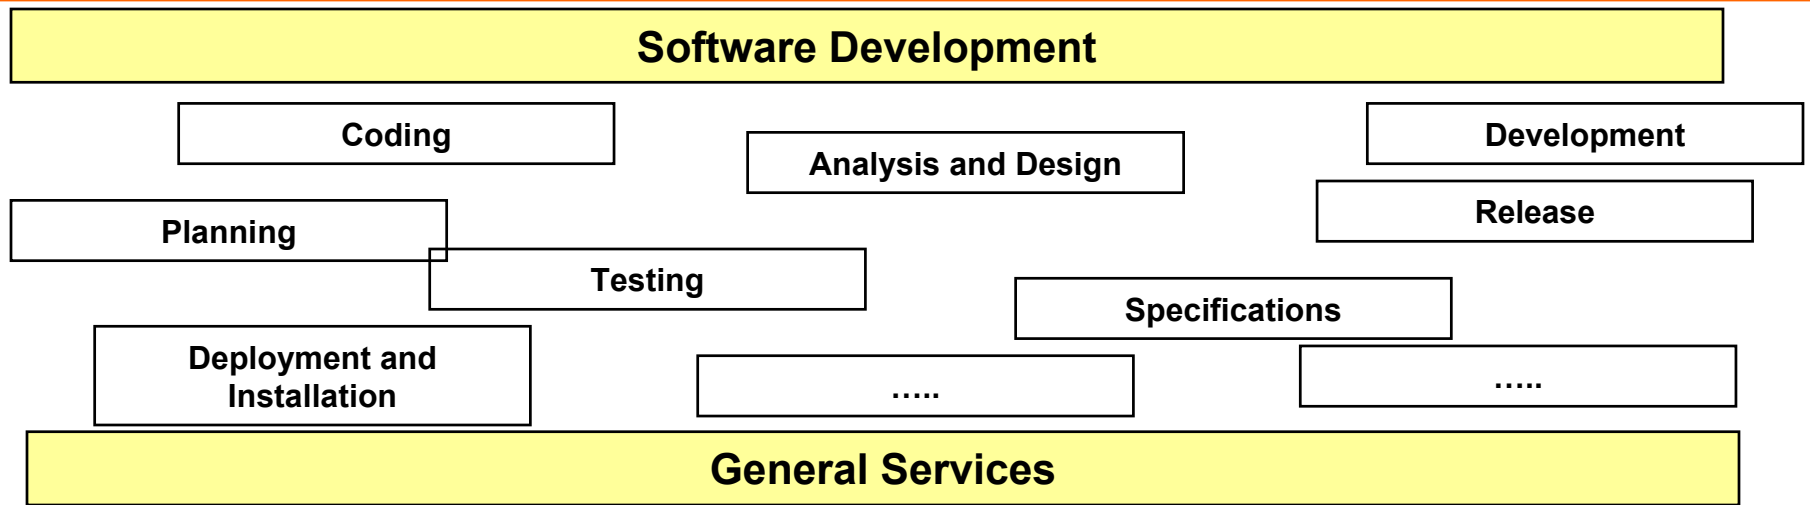 Software Development
Coding
Development
Analysis and Design
Release
Planning
Testing
Specifications
Deployment and
Installation
…..
…..
General Services